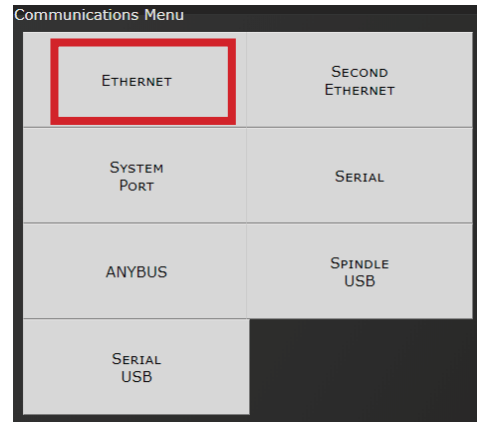 Communications Menu
Ethernet
Second
Ethernet
System
Port
Serial
ANYBUS
Spindle
USB
Serial
USB